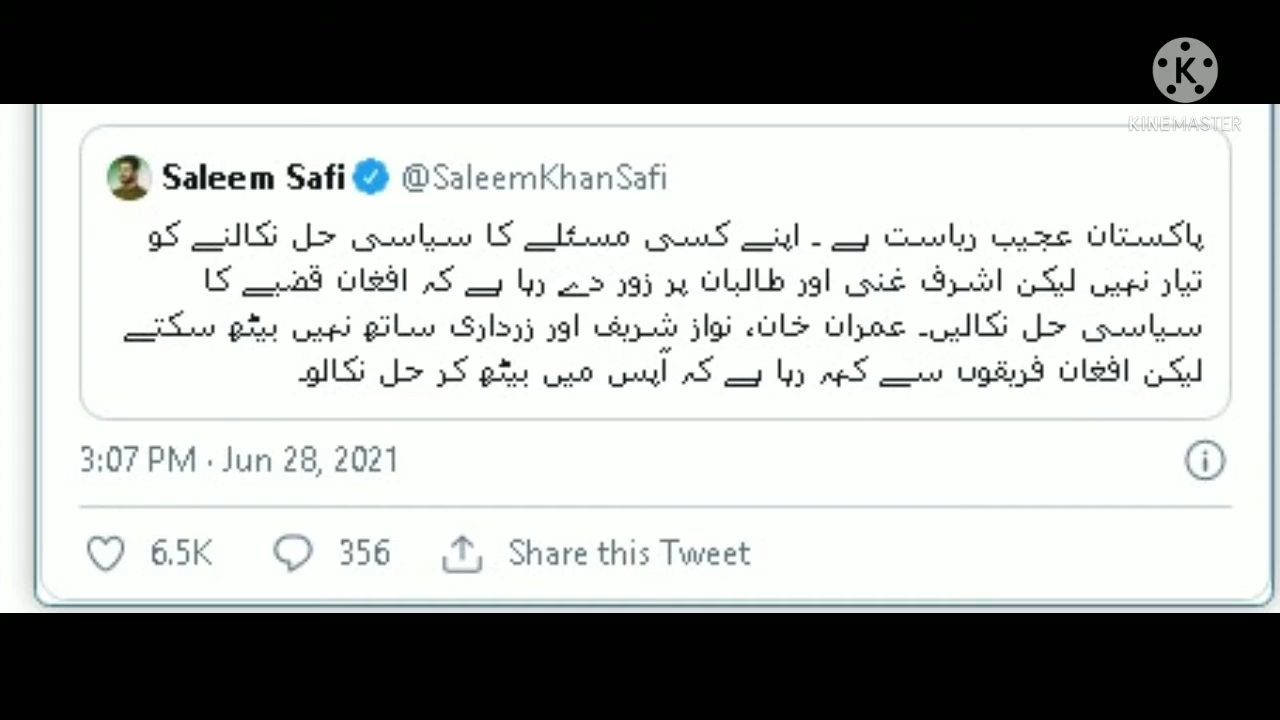 K
KINEMASTER
Saleem Safi @SaleemKhanSafi
پاکستان عجیب ریاست ہے ۔ اپنے کسی مسئلے کا سیاسی حل نکالنے کو
تیار نہیں لیکن اشرف غنی اور طالبان پر زور دے رہا ہے کہ افغان قضیے کا
سیاسی حل نکالیں۔ عمران خان، نواز شریف اور زرداری ساتھ نہیں بیٹھ سکتے
لیکن افغان فریقوں سے کہہ رہا ہے کہ آپس میں بیٹھ کر حل نکالو۔
3:07 PM · Jun 28, 2021
6.5K 356 Share this Tweet